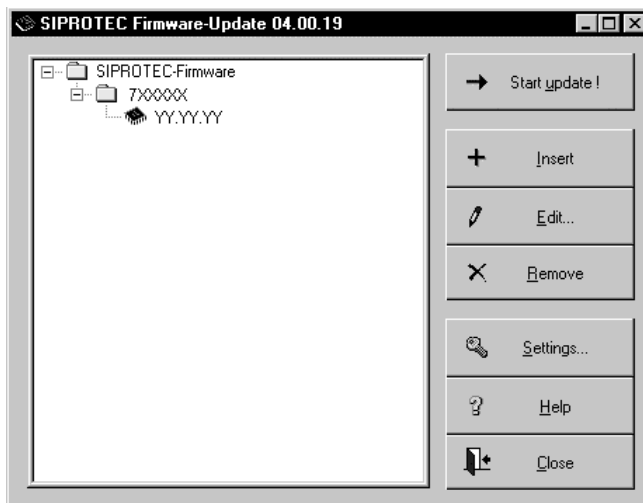 SIPROTEC Firmware-Update 04.00.19
SIPROTEC-Firmware
7XXXXX
YY.YY.YY
Start update !
Insert
Edit...
Remove
Settings...
Help
Close